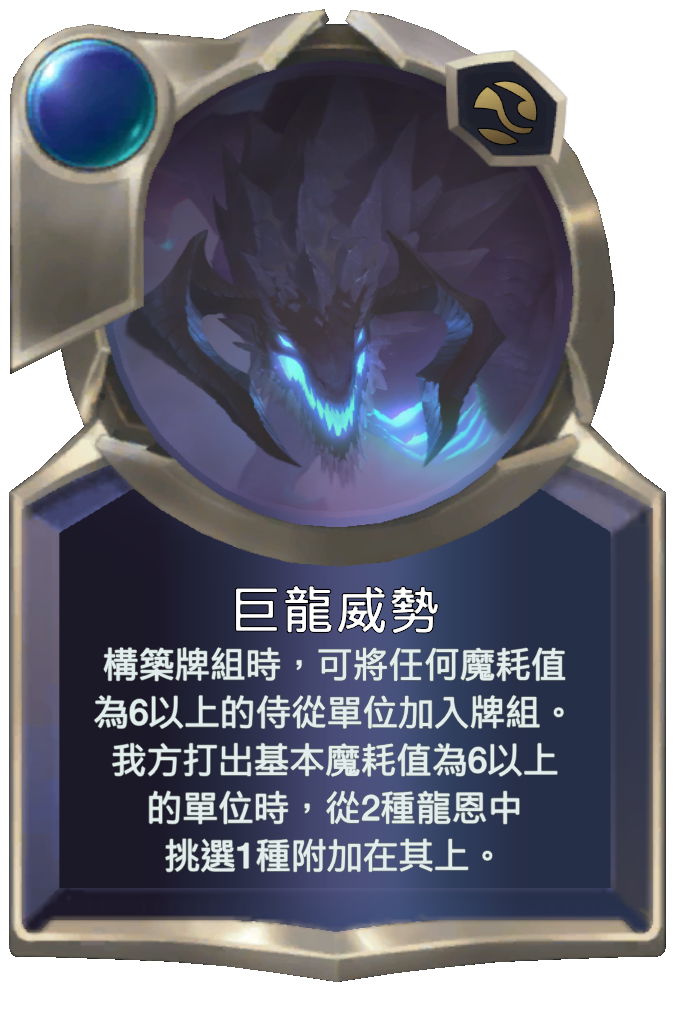 巨龍威勢
構築牌組時，可將任何魔耗值
為6以上的侍從單位加入牌組。
我方打出基本魔耗值為6以上
的單位時，從2種龍恩中
挑選1種附加在其上。